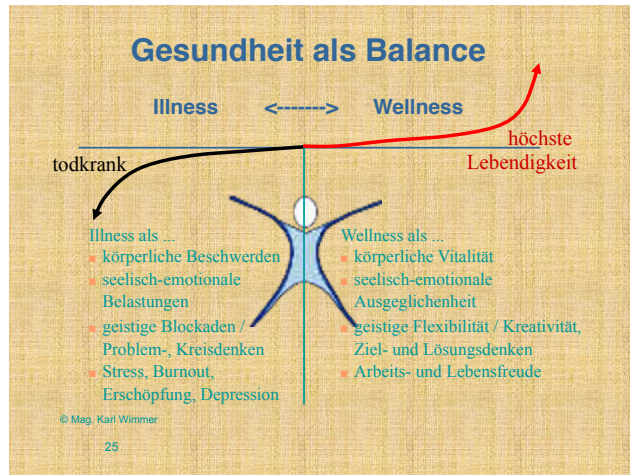 Gesundheit als Balance
Illness <-------> Wellness
höchste
Lebendigkeit
todkrank
Illness als ...
körperliche Beschwerden
seelisch-emotionale
Belastungen
geistige Blockaden /
Problem-, Kreisdenken
Stress, Burnout,
Erschöpfung, Depression
Wellness als ...
körperliche Vitalität
seelisch-emotionale
Ausgeglichenheit
geistige Flexibilität / Kreativität,
Ziel- und Lösungsdenken
Arbeits- und Lebensfreude
© Mag. Karl Wimmer
25